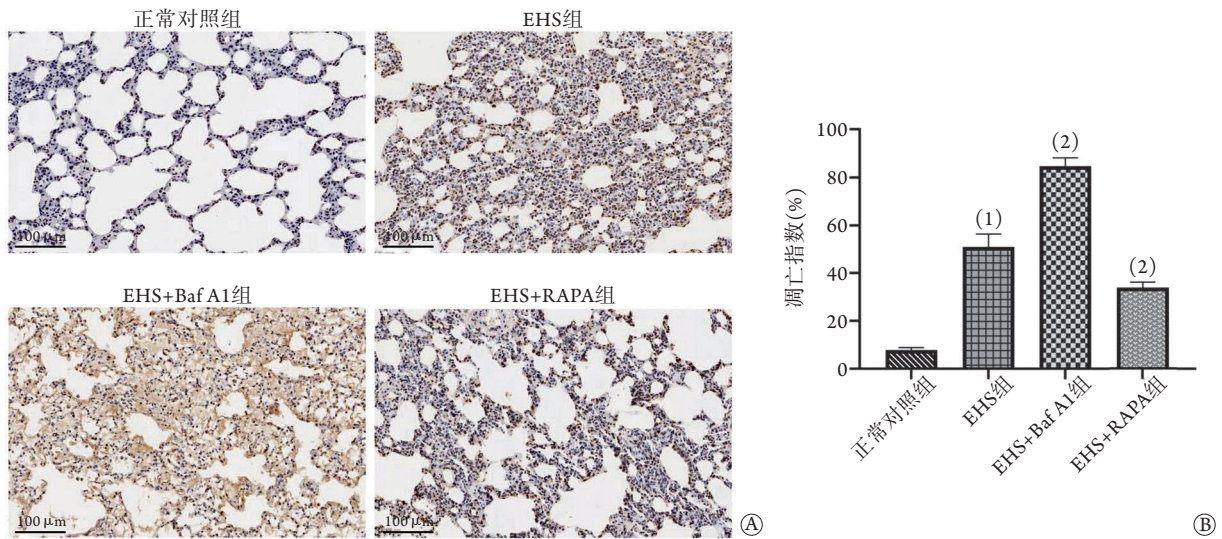 正常对照组
EHS组
100 μm
100 μm
EHS+Baf A1组
EHS+RAPA组
100 μm
100 μm
Ⓐ
凋亡指数(%)
100
80
60
40
20
0
(1)
(2)
(2)
正常对照组
EHS组
EHS+Baf A1组
EHS+RAPA组
Ⓑ